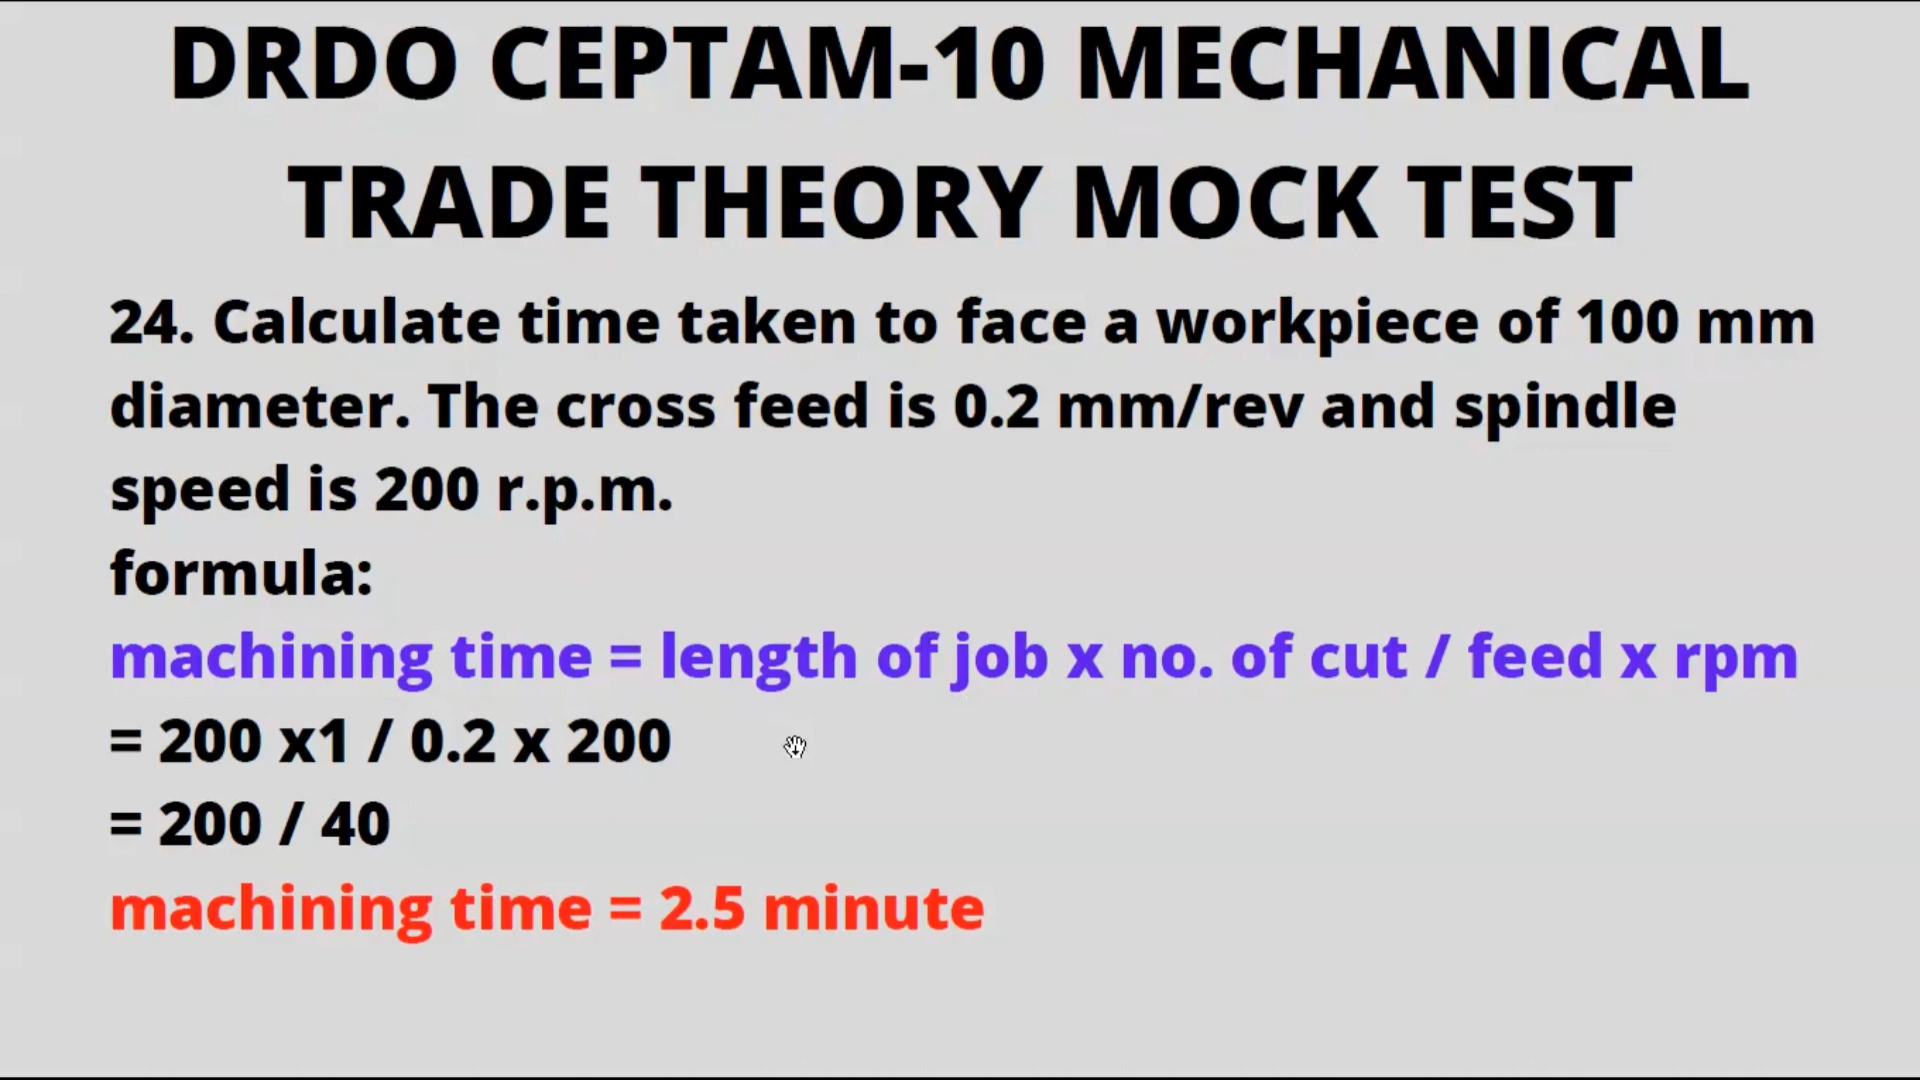 DRDO CEPTAM-10 MECHANICAL
TRADE THEORY MOCK TEST
24. Calculate time taken to face a workpiece of 100 mm
diameter. The cross feed is 0.2 mm/rev and spindle
speed is 200 r.p.m.
formula:
machining time = length of job x no. of cut / feed x rpm
= 200 x1 / 0.2 x 200
= 200 / 40
machining time = 2.5 minute